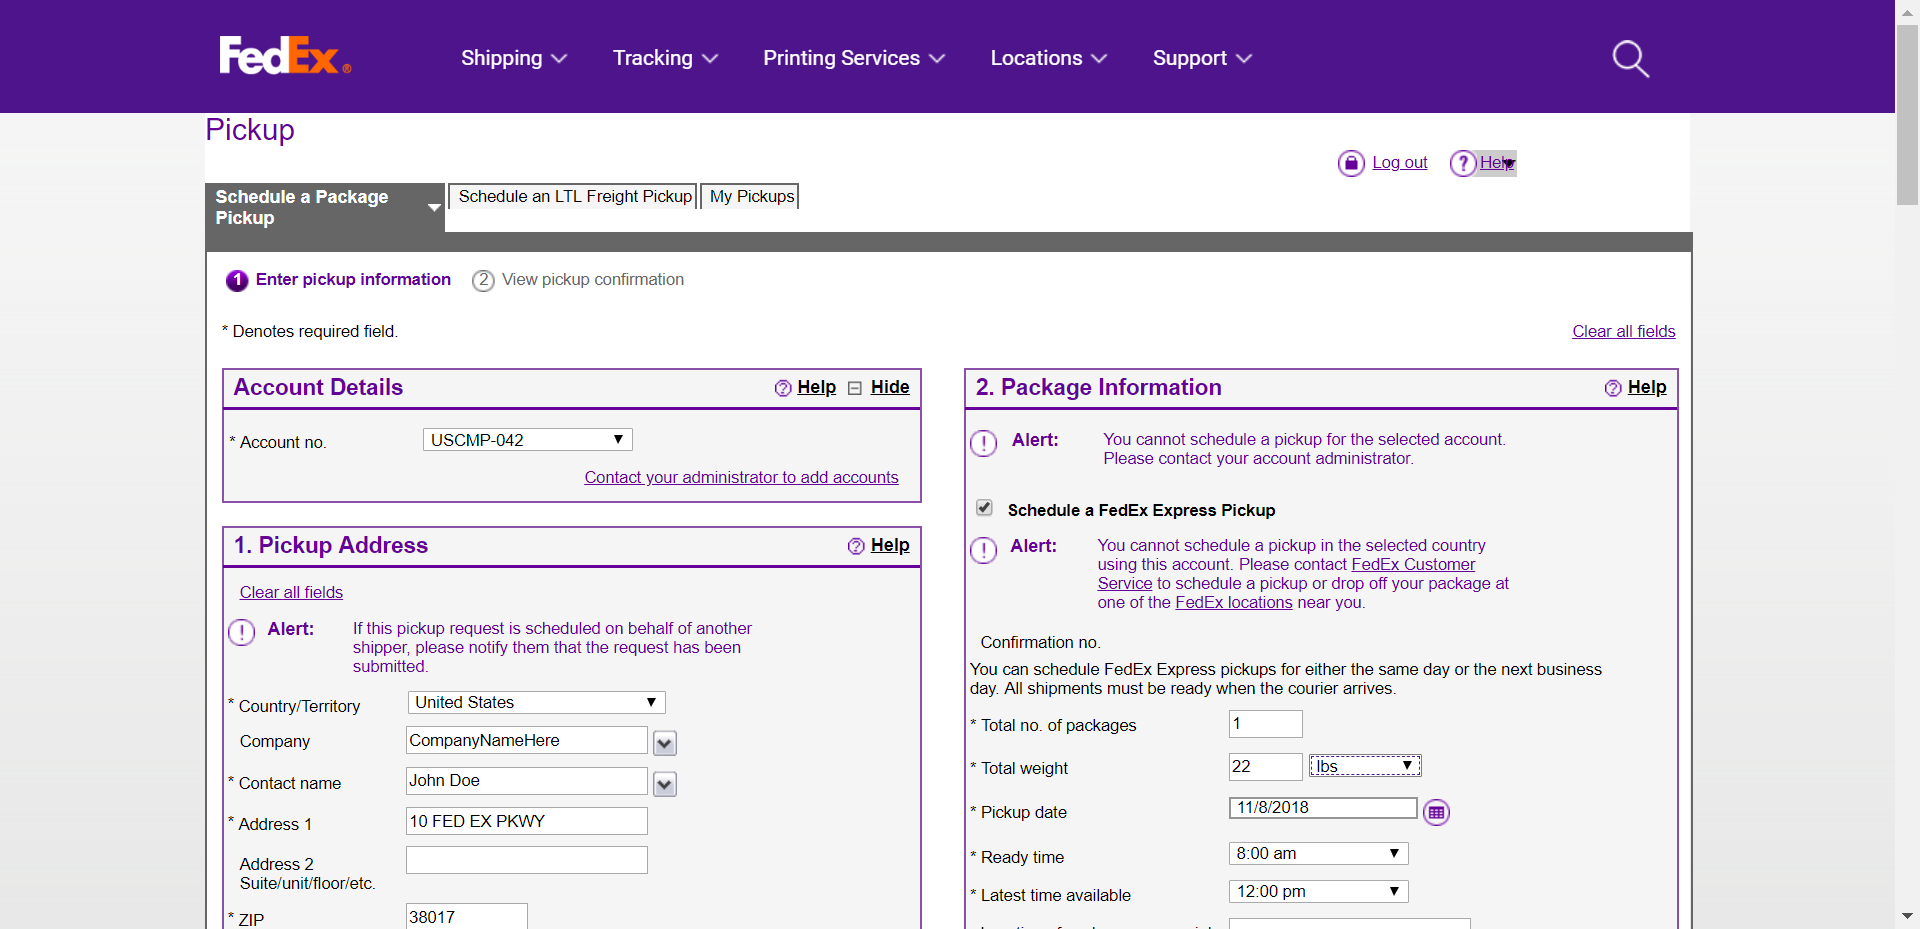 FedEx®
Shipping
Tracking
Printing Services
Locations
Support
Pickup
Log out
Help
Schedule a Package
Pickup
Schedule an LTL Freight Pickup
My Pickups
1 Enter pickup information
2 View pickup confirmation
* Denotes required field.
Clear all fields
Account Details
Help
Hide
* Account no.
USCMP-042
Contact your administrator to add accounts
1. Pickup Address
Help
Clear all fields
Alert:
If this pickup request is scheduled on behalf of another
shipper, please notify them that the request has been
submitted.
* Country/Territory
United States
Company
CompanyNameHere
* Contact name
John Doe
* Address 1
10 FED EX PKWY
Address 2
Suite/unit/floor/etc.
* ZIP
38017
2. Package Information
Help
Alert:
You cannot schedule a pickup for the selected account.
Please contact your account administrator.
Schedule a FedEx Express Pickup
Alert:
You cannot schedule a pickup in the selected country
using this account. Please contact FedEx Customer
Service to schedule a pickup or drop off your package at
one of the FedEx locations near you.
Confirmation no.
You can schedule FedEx Express pickups for either the same day or the next business
day. All shipments must be ready when the courier arrives.
* Total no. of packages
1
* Total weight
22
lbs
* Pickup date
11/8/2018
* Ready time
8:00 am
* Latest time available
12:00 pm